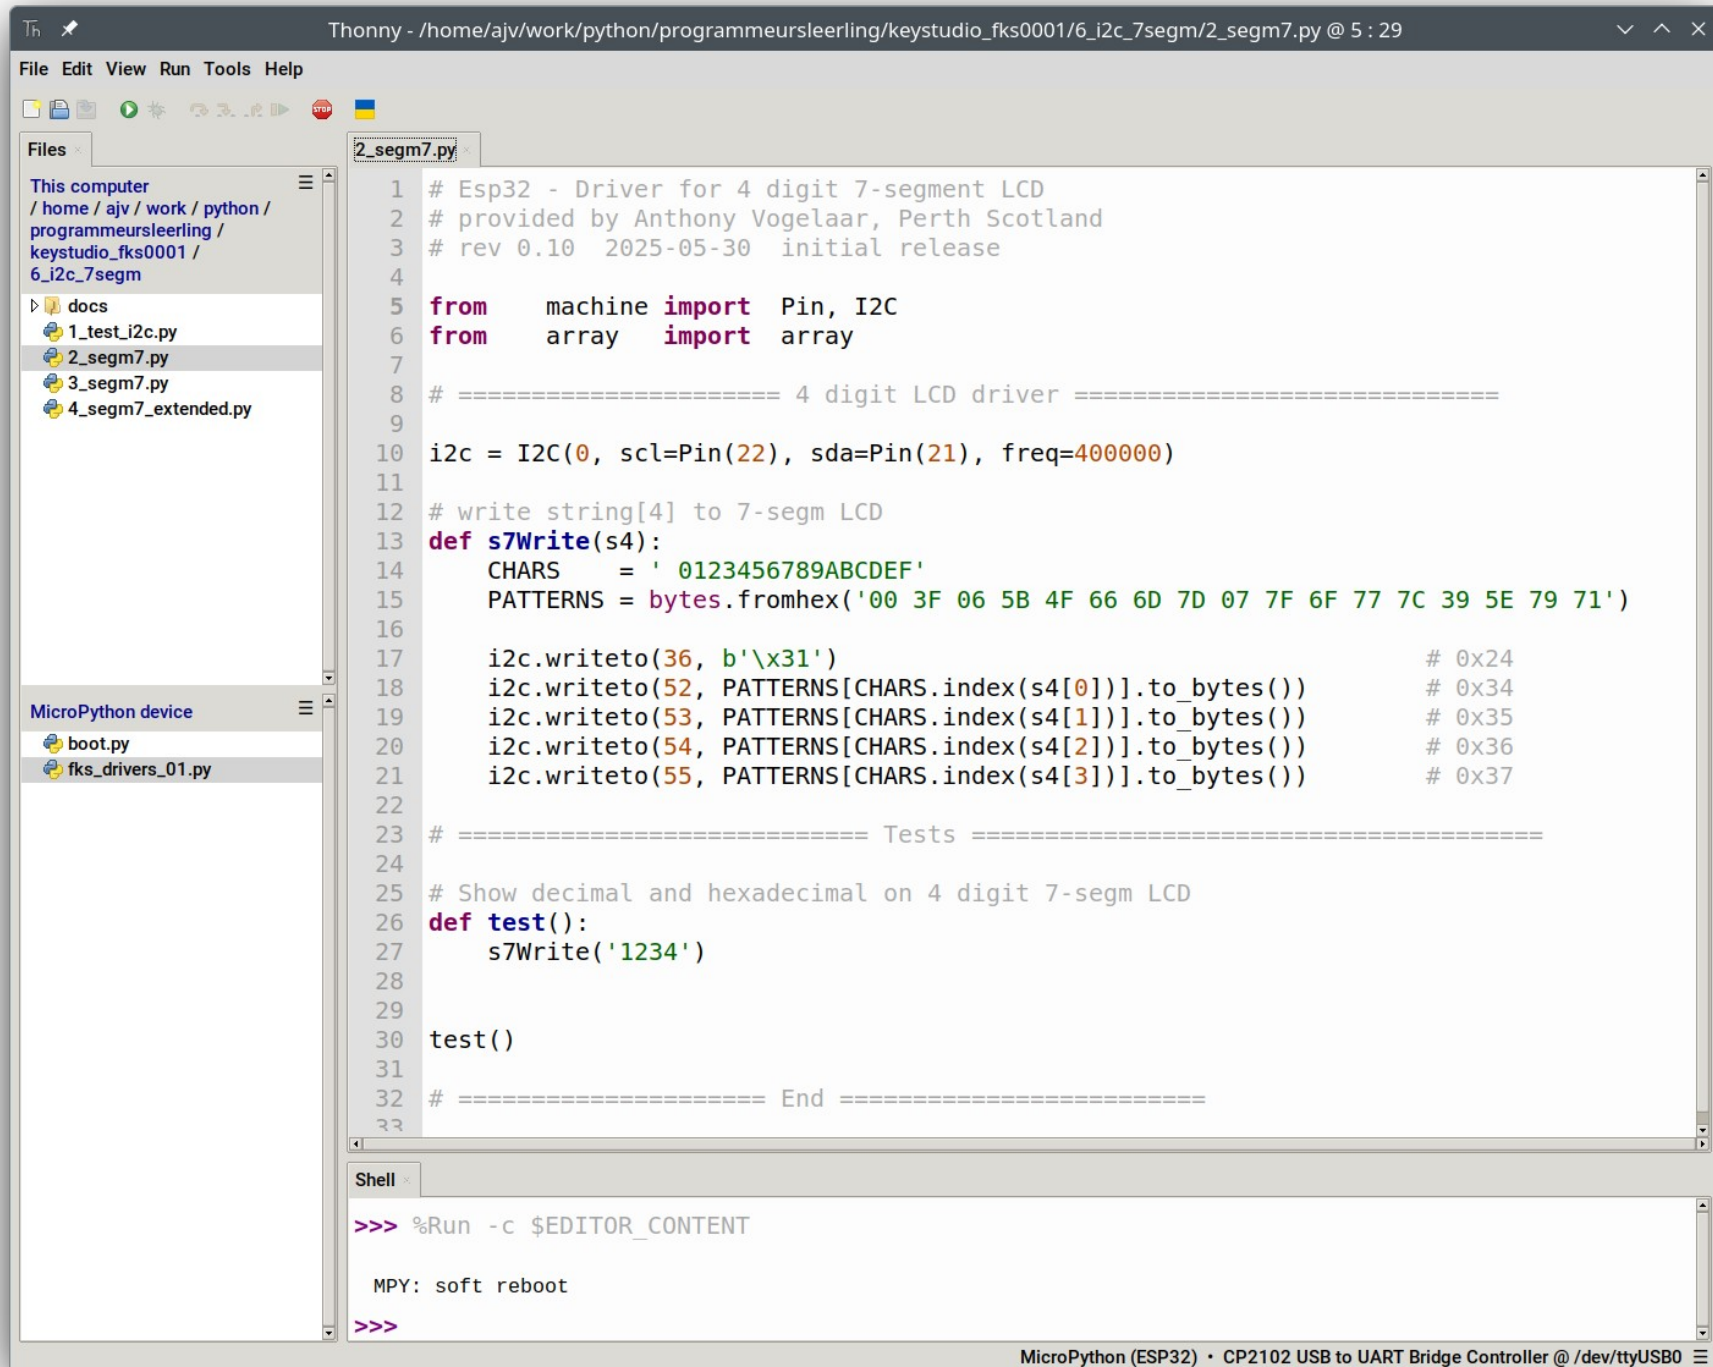 Th Thonny - /home/ajv/work/python/programmeursleerling/keystudio_fks0001/6_i2c_7segm/2_segm7.py @ 5 : 29
File Edit View Run Tools Help
STOP
Files
This computer
/ home / ajv / work / python /
programmeursleerling /
keystudio_fks0001 /
6_i2c_7segm
docs
1_test_i2c.py
2_segm7.py
3_segm7.py
4_segm7_extended.py
MicroPython device
boot.py
fks_drivers_01.py
2_segm7.py
1 # Esp32 - Driver for 4 digit 7-segment LCD
2 # provided by Anthony Vogelaar, Perth Scotland
3 # rev 0.10  2025-05-30  initial release
4
5 from    machine import  Pin, I2C
6 from    array   import  array
7
8 # ====================== 4 digit LCD driver =============================
9
10 i2c = I2C(0, scl=Pin(22), sda=Pin(21), freq=400000)
11
12 # write string[4] to 7-segm LCD
13 def s7Write(s4):
14     CHARS    = ' 0123456789ABCDEF'
15     PATTERNS = bytes.fromhex('00 3F 06 5B 4F 66 6D 7D 07 7F 6F 77 7C 39 5E 79 71')
16
17     i2c.writeto(36, b'\x31')                                        # 0x24
18     i2c.writeto(52, PATTERNS[CHARS.index(s4[0])].to_bytes())        # 0x34
19     i2c.writeto(53, PATTERNS[CHARS.index(s4[1])].to_bytes())        # 0x35
20     i2c.writeto(54, PATTERNS[CHARS.index(s4[2])].to_bytes())        # 0x36
21     i2c.writeto(55, PATTERNS[CHARS.index(s4[3])].to_bytes())        # 0x37
22
23 # ============================ Tests =======================================
24
25 # Show decimal and hexadecimal on 4 digit 7-segm LCD
26 def test():
27     s7Write('1234')
28
29
30 test()
31
32 # ===================== End =========================
33
Shell
>>> %Run -c $EDITOR_CONTENT
MPY: soft reboot
>>>
MicroPython (ESP32) • CP2102 USB to UART Bridge Controller @ /dev/ttyUSB0